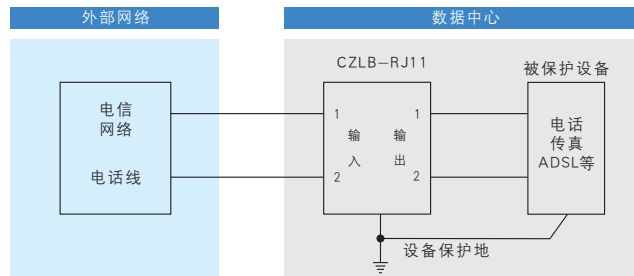 外部网络
数据中心
CZLB-RJ11
被保护设备
电信
网络
电话线
1
输
入
2
1
输
出
2
电话
传真
ADSL等
设备保护地